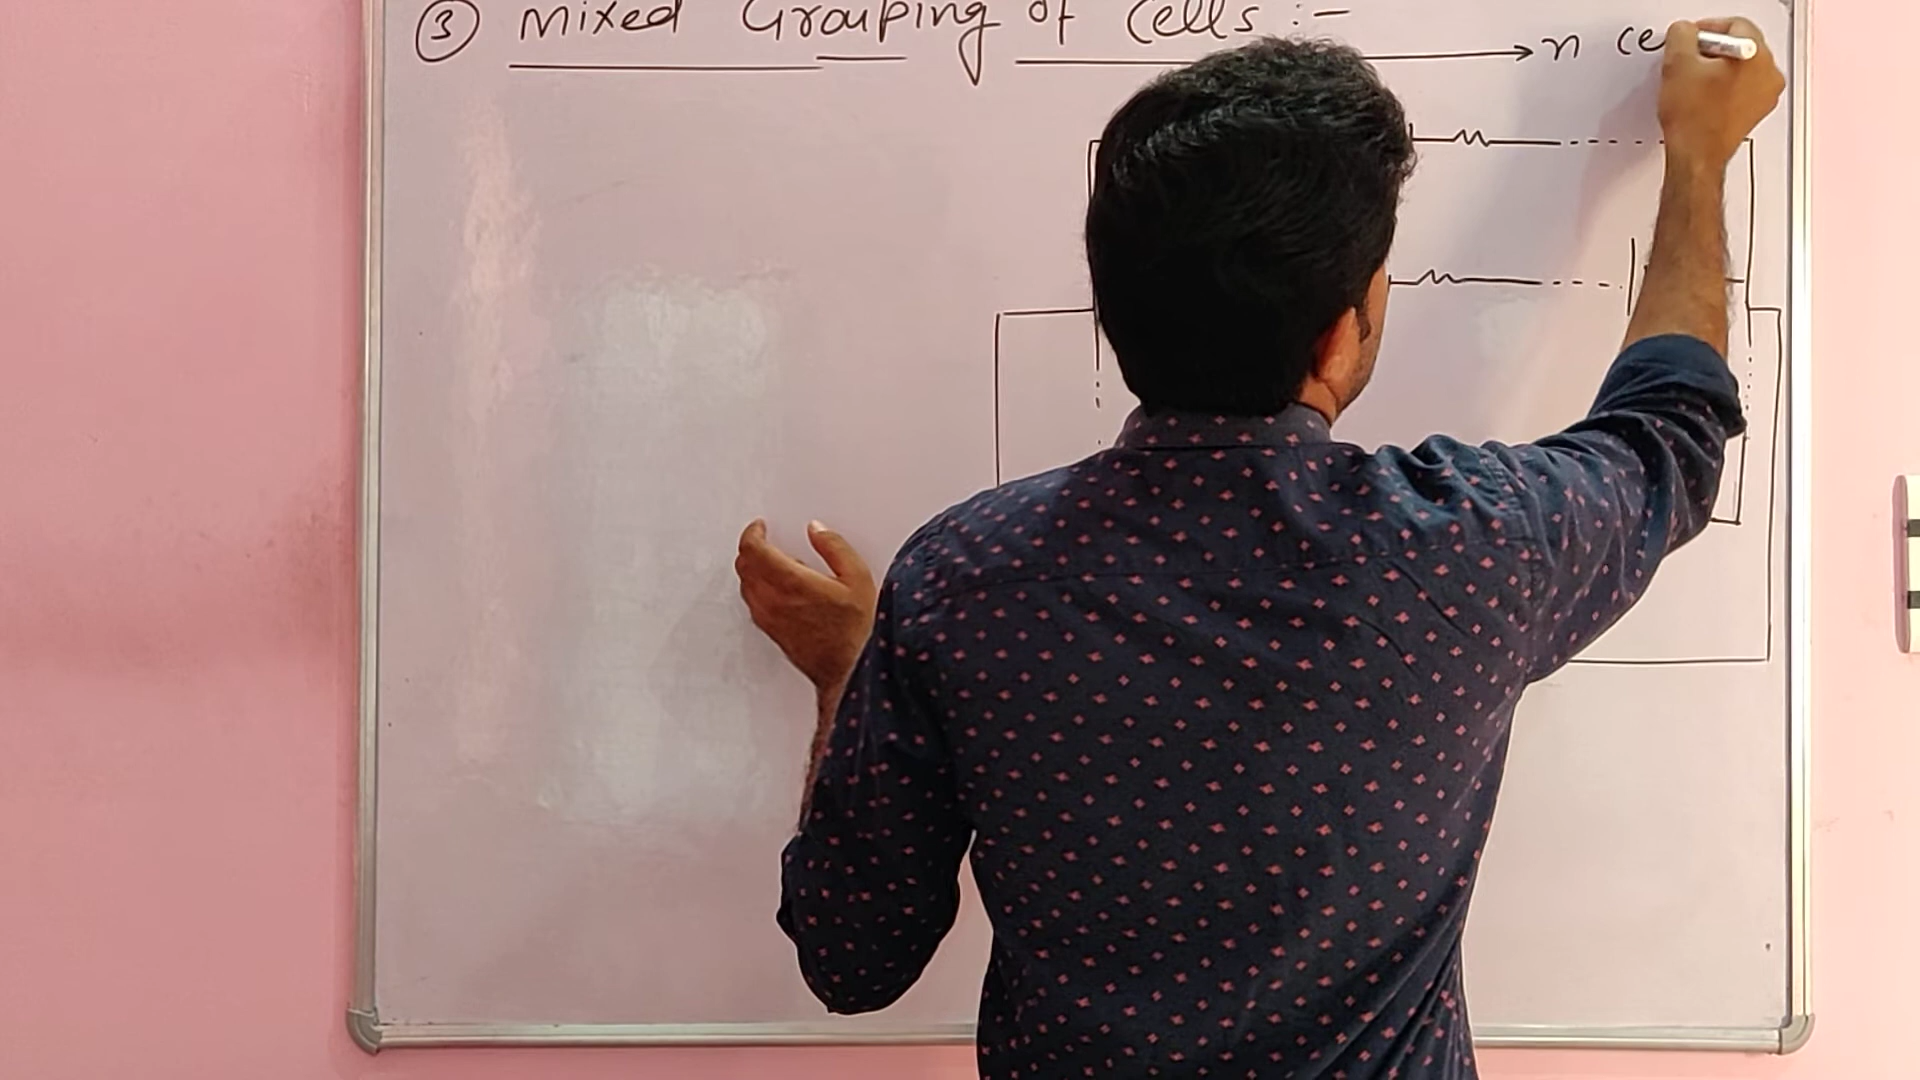 ③ Mixed Grouping of Cells :-
n ce